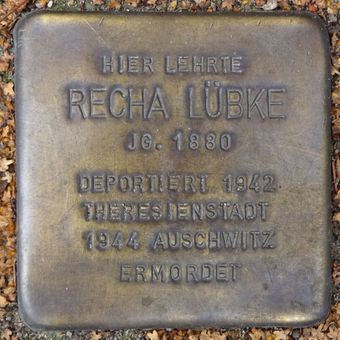 HIER LEHRTE
RECHA LÜBKE
JG. 1880
DEPORTIERT 1942
THERESIENSTADT
1944 AUSCHWITZ
ERMORDET